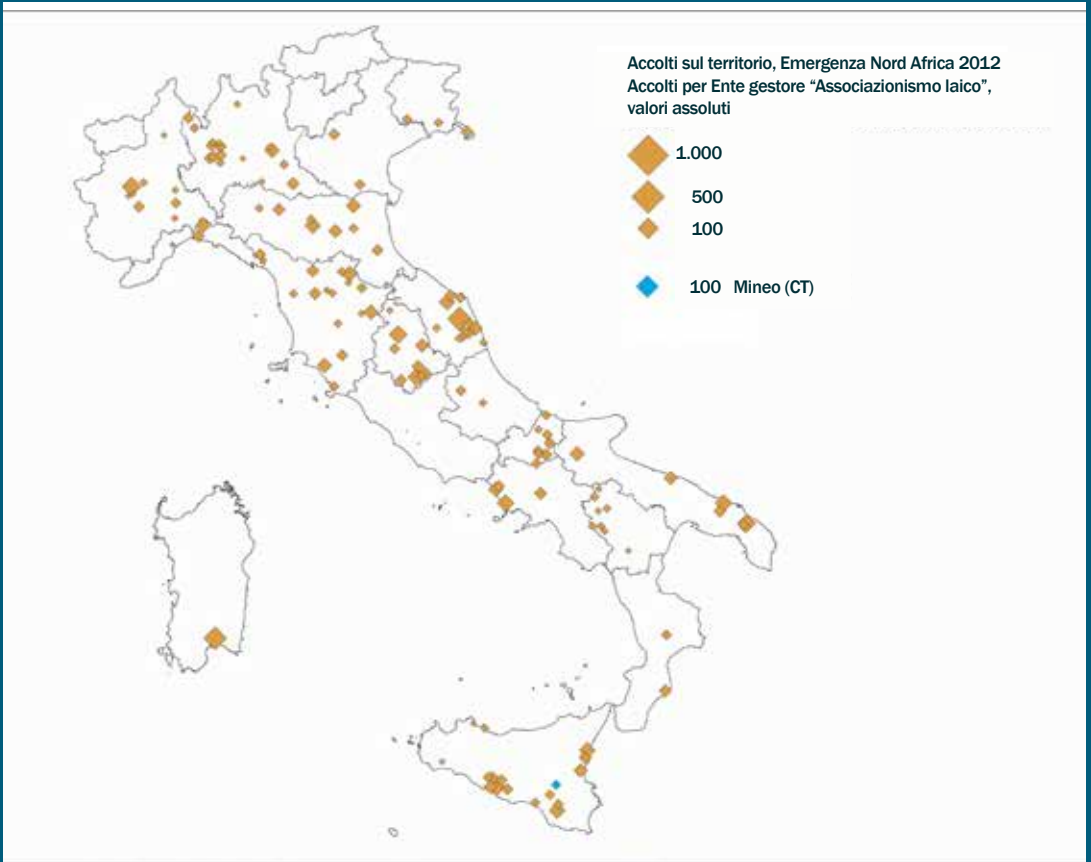 Accolti sul territorio, Emergenza Nord Africa 2012
Accolti per Ente gestore “Associazionismo laico”,
valori assoluti
1.000
500
100
100 Mineo (CT)